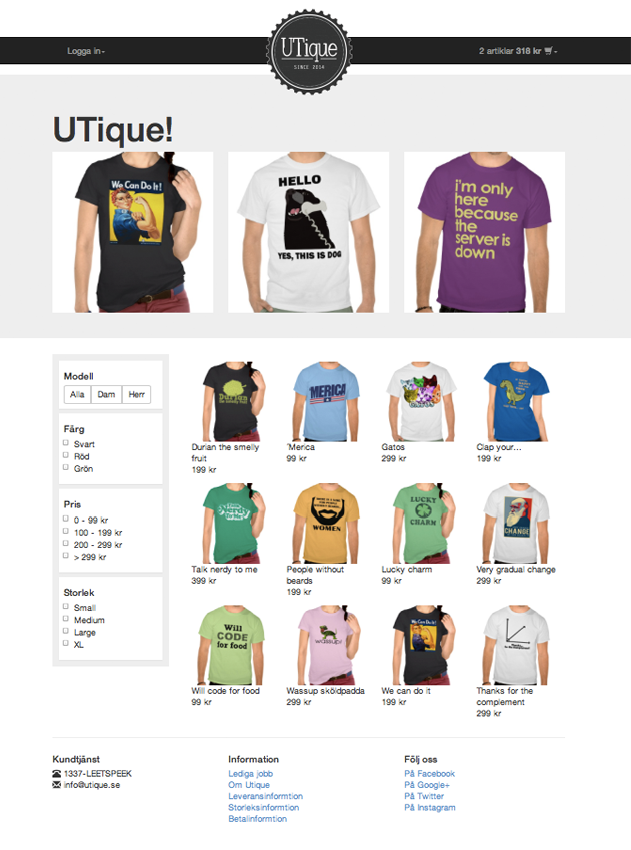 Logga in
UTique
SINCE 2014
2 artiklar 318 kr
UTique!
We Can Do It!
HELLO
YES, THIS IS DOG
i'm only
here
because
the
server is
down
Modell
Alla Dam Herr
Färg
Svart
Röd
Grön
Pris
0 - 99 kr
100 - 199 kr
200 - 299 kr
> 299 kr
Storlek
Small
Medium
Large
XL
Durian
'MERICA
Durian the smelly
fruit
199 kr
'Merica
99 kr
Gatos
299 kr
Clap your...
199 kr
nerdy
WOMEN
LUCKY
CHARM
CHANGE
Talk nerdy to me
399 kr
People without
beards
199 kr
Lucky charm
99 kr
Very gradual change
299 kr
Will
CODE
for food
wassup!
We Can Do It!
Will code for food
99 kr
Wassup sköldpadda
299 kr
We can do it
199 kr
Thanks for the
complement
299 kr
Kundtjänst
1337-LEETSPEEK
info@utique.se
Information
Lediga jobb
Om Utique
Leveransinformtion
Storleksinformtion
Betalinformtion
Följ oss
På Facebook
På Google+
På Twitter
På Instagram